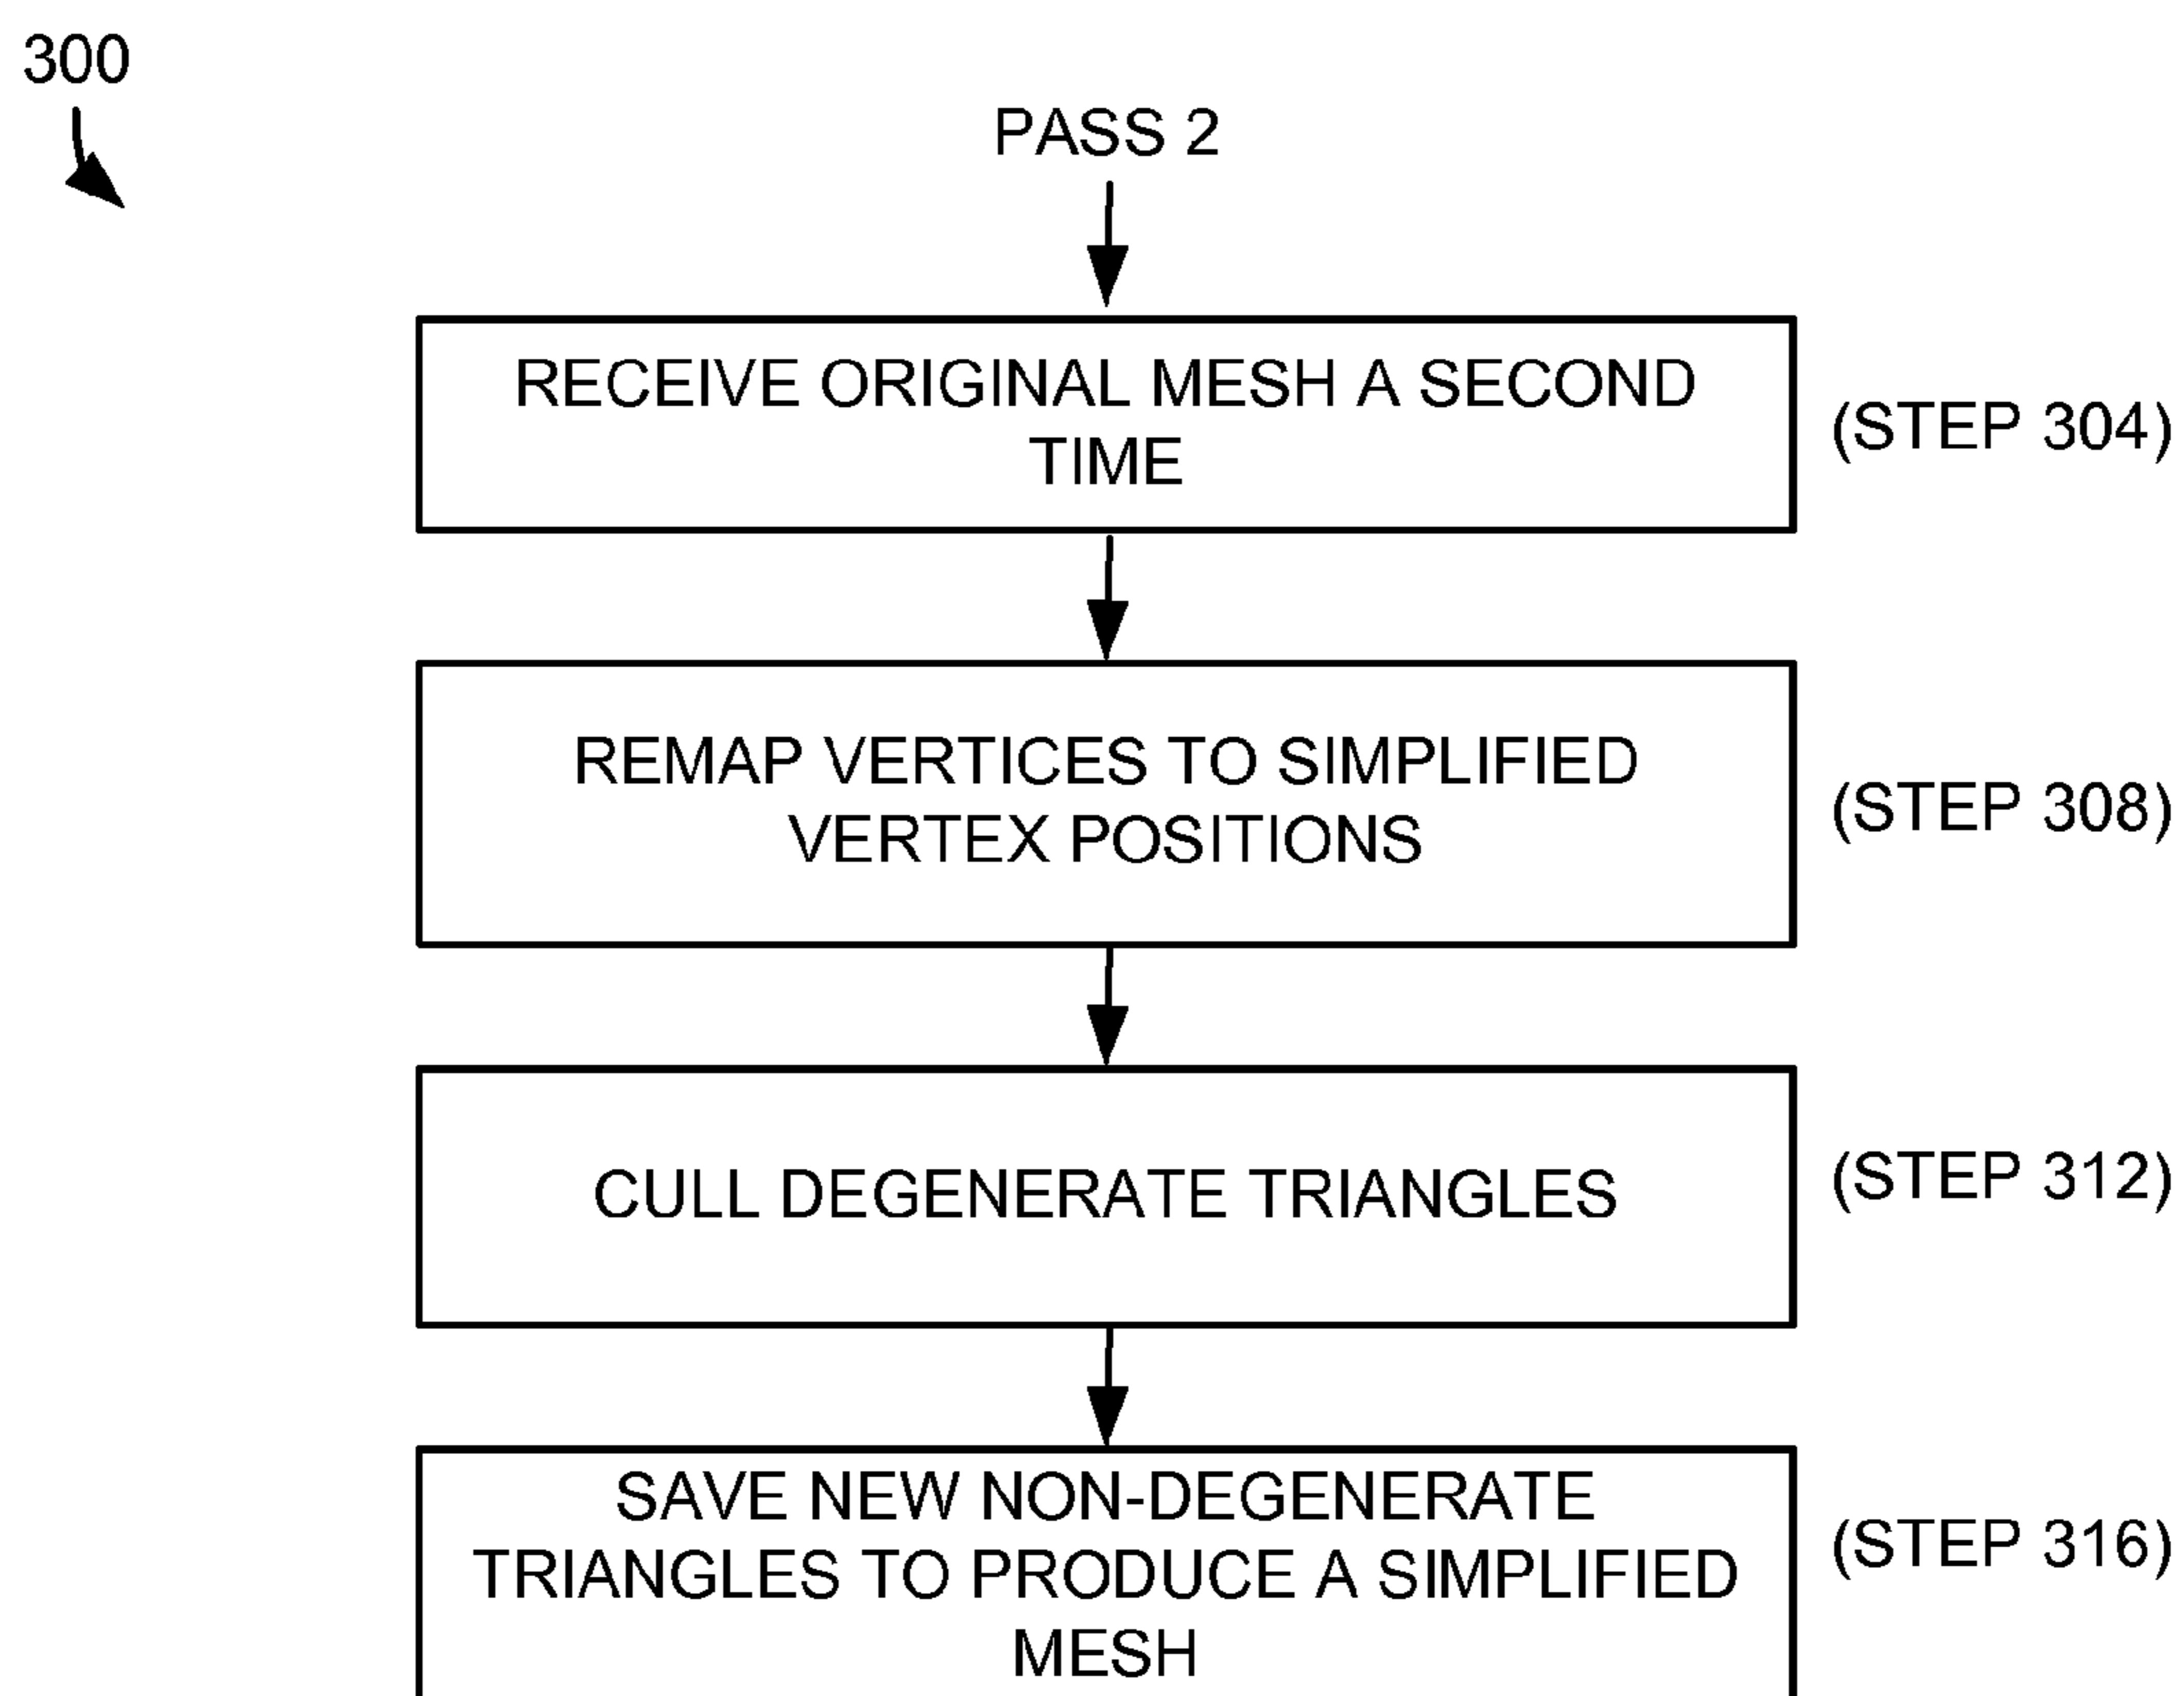 300
PASS 2
RECEIVE ORIGINAL MESH A SECOND
TIME
(STEP 304)
REMAP VERTICES TO SIMPLIFIED
VERTEX POSITIONS
(STEP 308)
CULL DEGENERATE TRIANGLES
(STEP 312)
SAVE NEW NON-DEGENERATE
TRIANGLES TO PRODUCE A SIMPLIFIED
MESH
(STEP 316)